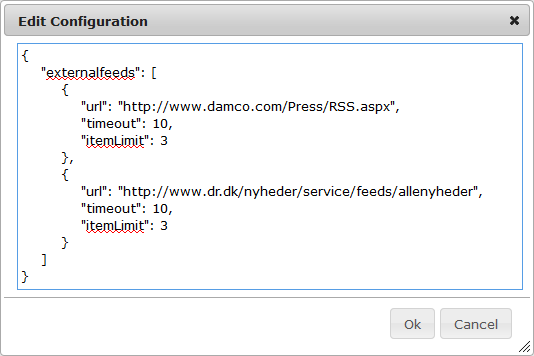 Edit Configuration
{
"externalfeeds": [
{
"url": "http://www.damco.com/Press/RSS.aspx",
"timeout": 10,
"itemLimit": 3
},
{
"url": "http://www.dr.dk/nyheder/service/feeds/allenyheder",
"timeout": 10,
"itemLimit": 3
}
]
}
Ok Cancel